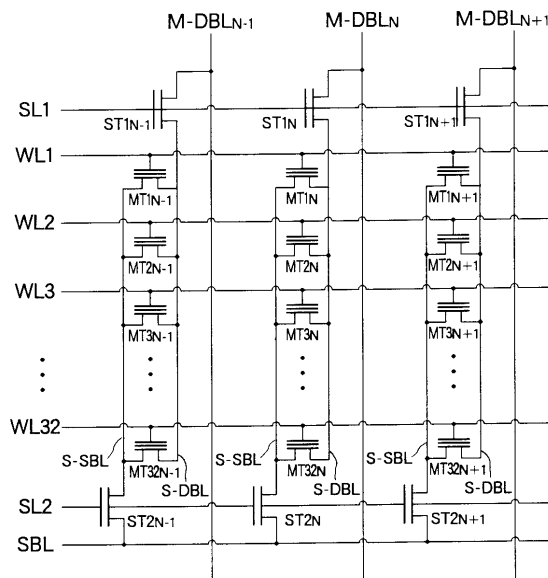 M-DBLN-1 M-DBLN M-DBLN+1
SL1 ST1N-1 ST1N ST1N+1
WL1
MT1N-1 MT1N MT1N+1
WL2
MT2N-1 MT2N MT2N+1
WL3
MT3N-1 MT3N MT3N+1
WL32
S-SBL MT32N-1 S-DBL S-SBL MT32N S-DBL S-SBL MT32N+1 S-DBL
SL2 ST2N-1 ST2N ST2N+1
SBL